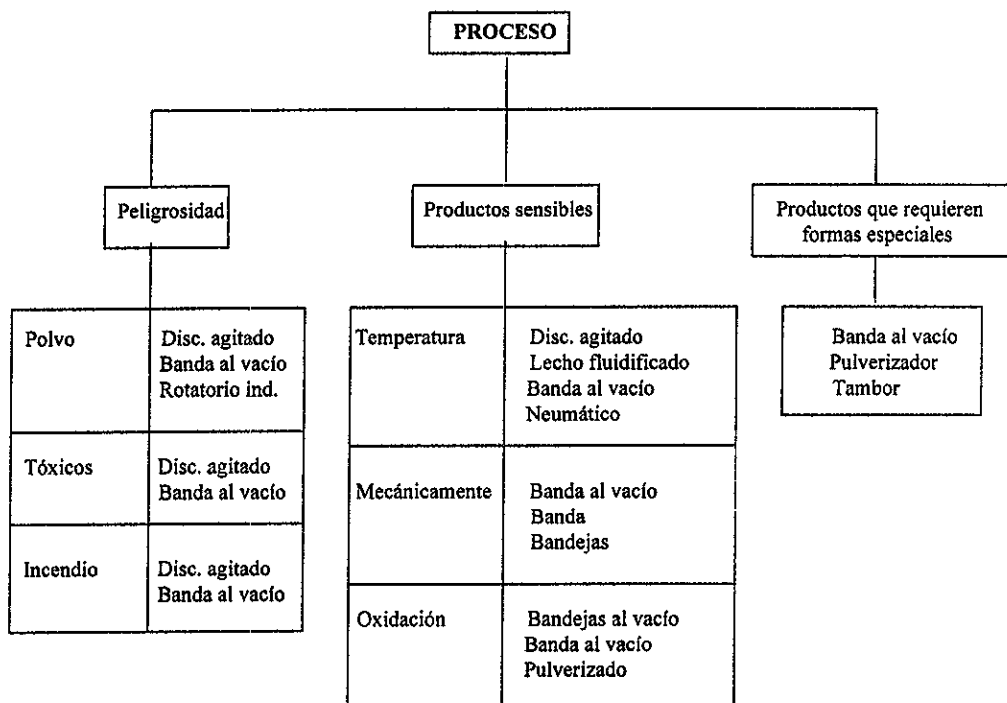 PROCESO
Peligrosidad
Productos sensibles
Productos que requieren
formas especiales
Polvo
Disc. agitado
Banda al vacío
Rotatorio ind.
Tóxicos
Disc. agitado
Banda al vacío
Incendio
Disc. agitado
Banda al vacío
Temperatura
Disc. agitado
Lecho fluidificado
Banda al vacío
Neumático
Mecánicamente
Banda al vacío
Banda
Bandejas
Oxidación
Bandejas al vacío
Banda al vacío
Pulverizado
Banda al vacío
Pulverizador
Tambor